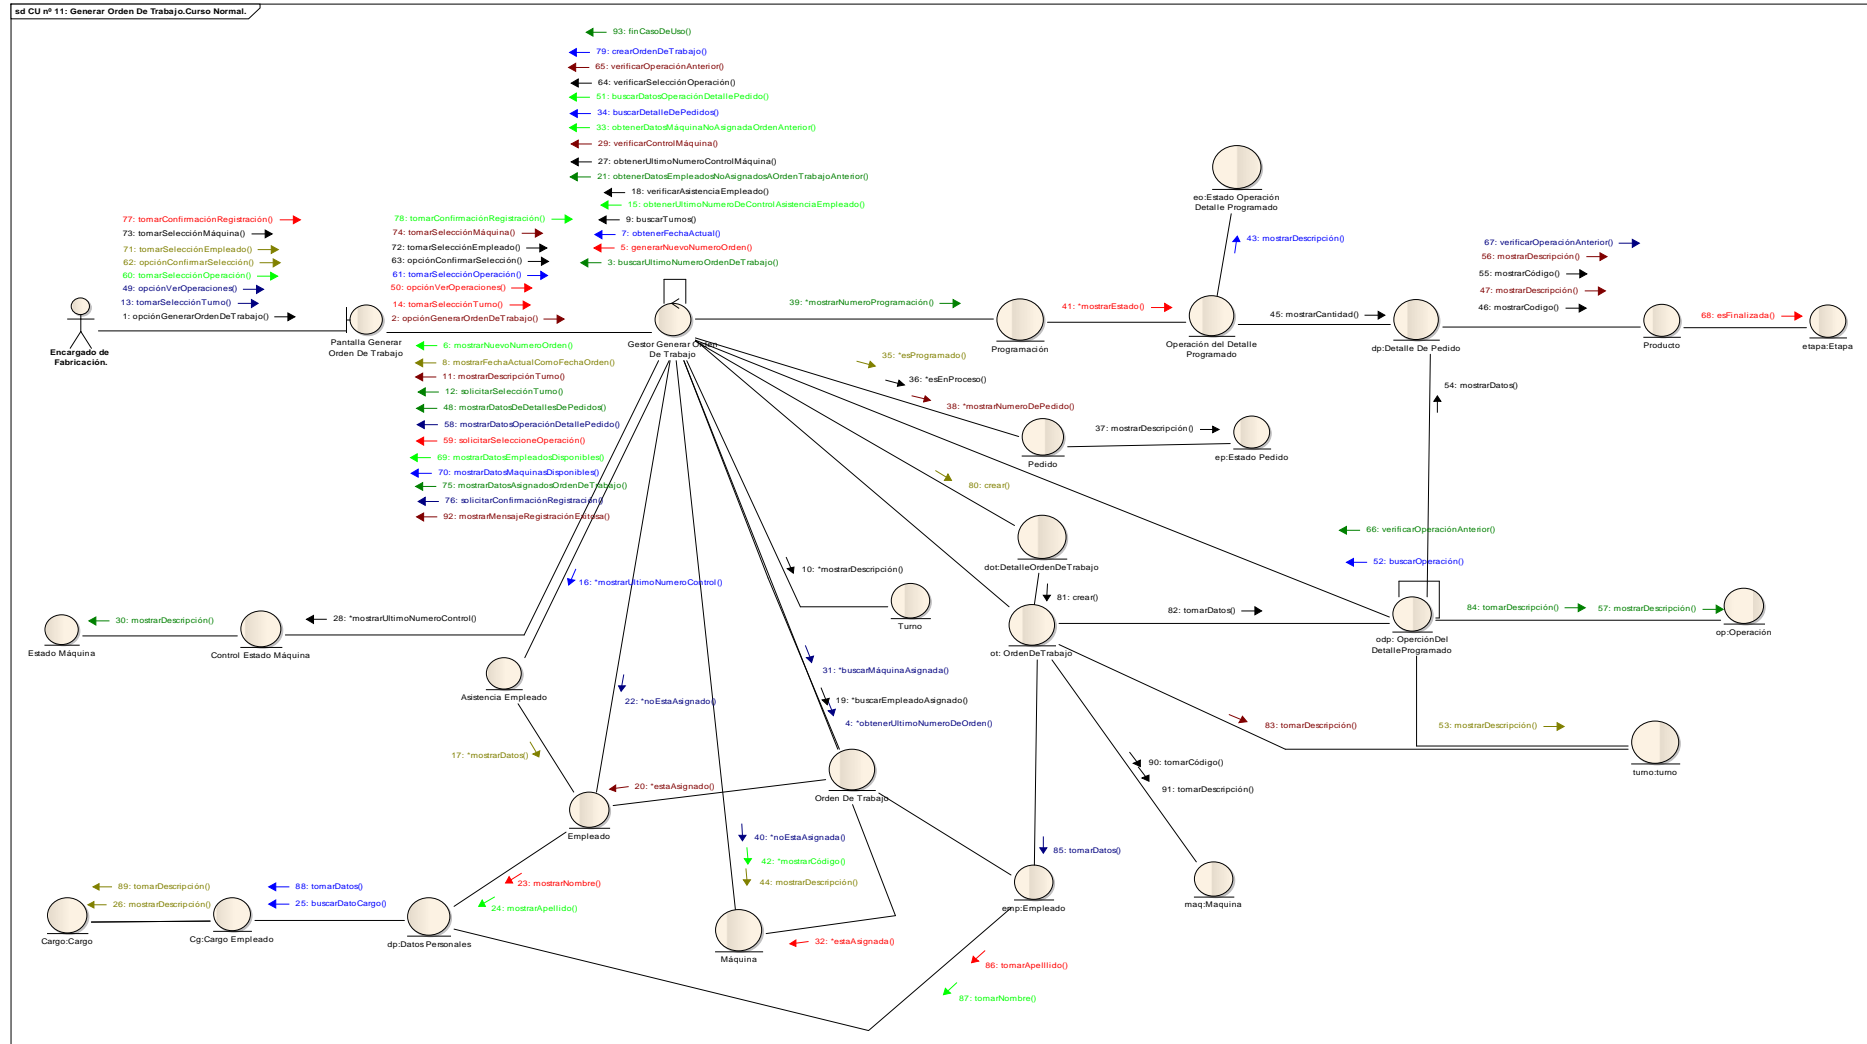 sd CU nº 11: Generar Orden De Trabajo.Curso Normal.
93: finCasoDeUso()
79: crearOrdenDeTrabajo()
65: verificarOperaciónAnterior()
64: verificarSelecciónOperación()
51: buscarDatosOperaciónDetallePedido()
34: buscarDetalleDePedidos()
33: obtenerDatosMáquinaNoAsignadaOrdenAnterior()
29: verificarControlMáquina()
27: obtenerUltimoNumeroControlMáquina()
21: obtenerDatosEmpleadosNoAsignadosAOrdenTrabajoAnterior()
18: verificarAsistenciaEmpleado()
15: obtenerUltimoNumeroDeControlAsistenciaEmpleado()
9: buscarTurnos()
7: obtenerFechaActual()
5: generarNuevoNumeroOrden()
3: buscarUltimoNumeroOrdenDeTrabajo()
77: tomarConfirmaciónRegistración()
73: tomarSelecciónMáquina()
71: tomarSelecciónEmpleado()
62: opciónConfirmarSelección()
60: tomarSelecciónOperación()
49: opciónVerOperaciones()
13: tomarSelecciónTurno()
1: opciónGenerarOrdenDeTrabajo()
78: tomarConfirmaciónRegistración()
74: tomarSelecciónMáquina()
72: tomarSelecciónEmpleado()
63: opciónConfirmarSelección()
61: tomarSelecciónOperación()
50: opciónVerOperaciones()
14: tomarSelecciónTurno()
2: opciónGenerarOrdenDeTrabajo()
Encargado de
Fabricación.
Pantalla Generar
Orden De Trabajo
Gestor Generar Orden
De Trabajo
6: mostrarNuevoNumeroOrden()
8: mostrarFechaActualComoFechaOrden()
11: mostrarDescripciónTurno()
12: solicitarSelecciónTurno()
48: mostrarDatosDeDetallesDePedidos()
58: mostrarDatosOperaciónDetallePedido()
59: solicitarSeleccioneOperación()
69: mostrarDatosEmpleadosDisponibles()
70: mostrarDatosMaquinasDisponibles()
75: mostrarDatosAsignadosOrdenDeTrabajo()
76: solicitarConfirmaciónRegistración()
92: mostrarMensajeRegistraciónExitosa()
39: *mostrarNumeroProgramación()
Programación
41: *mostrarEstado()
Operación del Detalle
Programado
eo:Estado Operación
Detalle Programado
43: mostrarDescripción()
45: mostrarCantidad()
dp:Detalle De Pedido
67: verificarOperaciónAnterior()
56: mostrarDescripción()
55: mostrarCódigo()
47: mostrarDescripción()
46: mostrarCodigo()
Producto
68: esFinalizada()
etapa:Etapa
35: *esProgramado()
36: *esEnProceso()
38: *mostrarNumeroDePedido()
Pedido
37: mostrarDescripción()
ep:Estado Pedido
54: mostrarDatos()
80: crear()
dot:DetalleOrdenDeTrabajo
81: crear()
ot: OrdenDeTrabajo
82: tomarDatos()
66: verificarOperaciónAnterior()
52: buscarOperación()
odp: OperciónDel
DetalleProgramado
84: tomarDescripción()
57: mostrarDescripción()
op:Operación
10: *mostrarDescripción()
Turno
16: *mostrarUltimoNumeroControl()
28: *mostrarUltimoNumeroControl()
30: mostrarDescripción()
Estado Máquina
Control Estado Máquina
Asistencia Empleado
17: *mostrarDatos()
22: *noEstaAsignado()
31: *buscarMáquinaAsignada()
19: *buscarEmpleadoAsignado()
4: *obtenerUltimoNumeroDeOrden()
83: tomarDescripción()
53: mostrarDescripción()
turno:turno
90: tomarCódigo()
91: tomarDescripción()
maq:Maquina
20: *estaAsignado()
Orden De Trabajo
Empleado
40: *noEstaAsignada()
42: *mostrarCódigo()
44: mostrarDescripción()
85: tomarDatos()
emp:Empleado
23: mostrarNombre()
24: mostrarApellido()
88: tomarDatos()
25: buscarDatoCargo()
89: tomarDescripción()
26: mostrarDescripción()
Cargo:Cargo
Cg:Cargo Empleado
dp:Datos Personales
Máquina
32: *estaAsignada()
86: tomarApellido()
87: tomarNombre()